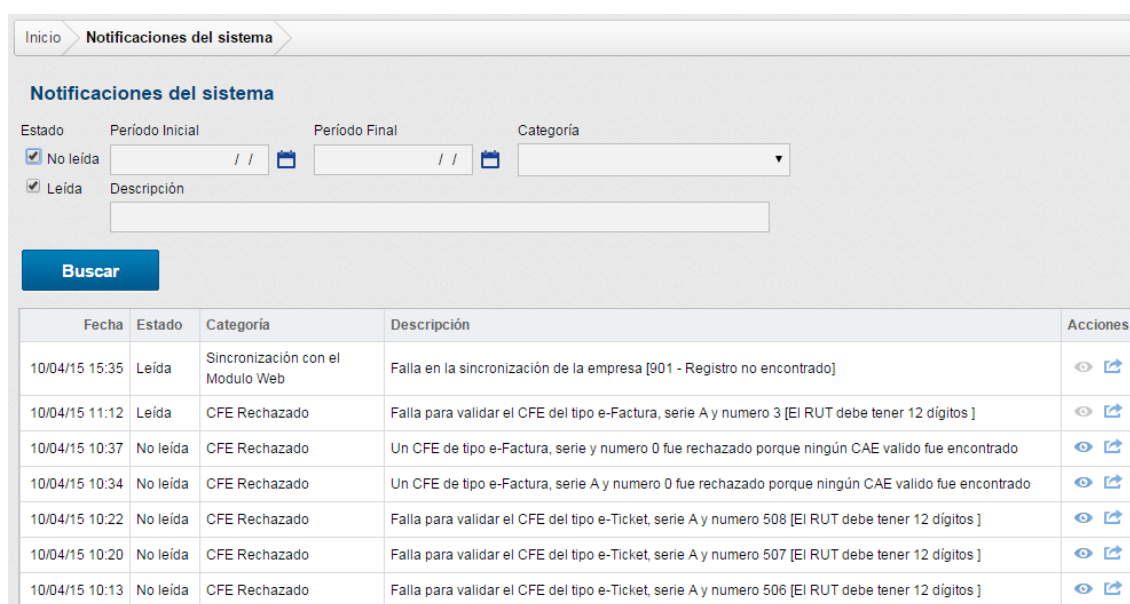 Inicio Notificaciones del sistema
Notificaciones del sistema
Estado Período Inicial Período Final Categoría
No leída / / / /
Leída Descripción
Buscar
Fecha Estado Categoría Descripción Acciones
10/04/15 15:35 Leída Sincronización con el Modulo Web Falla en la sincronización de la empresa [901 - Registro no encontrado]
10/04/15 11:12 Leída CFE Rechazado Falla para validar el CFE del tipo e-Factura, serie A y numero 3 [El RUT debe tener 12 dígitos ]
10/04/15 10:37 No leída CFE Rechazado Un CFE de tipo e-Factura, serie y numero 0 fue rechazado porque ningún CAE valido fue encontrado
10/04/15 10:34 No leída CFE Rechazado Un CFE de tipo e-Factura, serie A y numero 0 fue rechazado porque ningún CAE valido fue encontrado
10/04/15 10:22 No leída CFE Rechazado Falla para validar el CFE del tipo e-Ticket, serie A y numero 508 [El RUT debe tener 12 dígitos ]
10/04/15 10:20 No leída CFE Rechazado Falla para validar el CFE del tipo e-Ticket, serie A y numero 507 [El RUT debe tener 12 dígitos ]
10/04/15 10:13 No leída CFE Rechazado Falla para validar el CFE del tipo e-Ticket, serie A y numero 506 [El RUT debe tener 12 dígitos ]